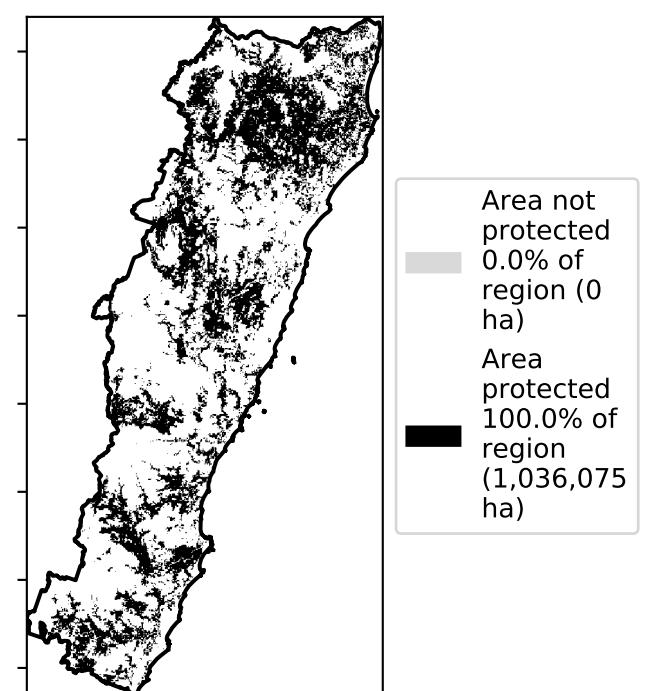 Area not
protected
0.0% of
region (0
ha)
Area
protected
100.0% of
region
(1,036,075
ha)